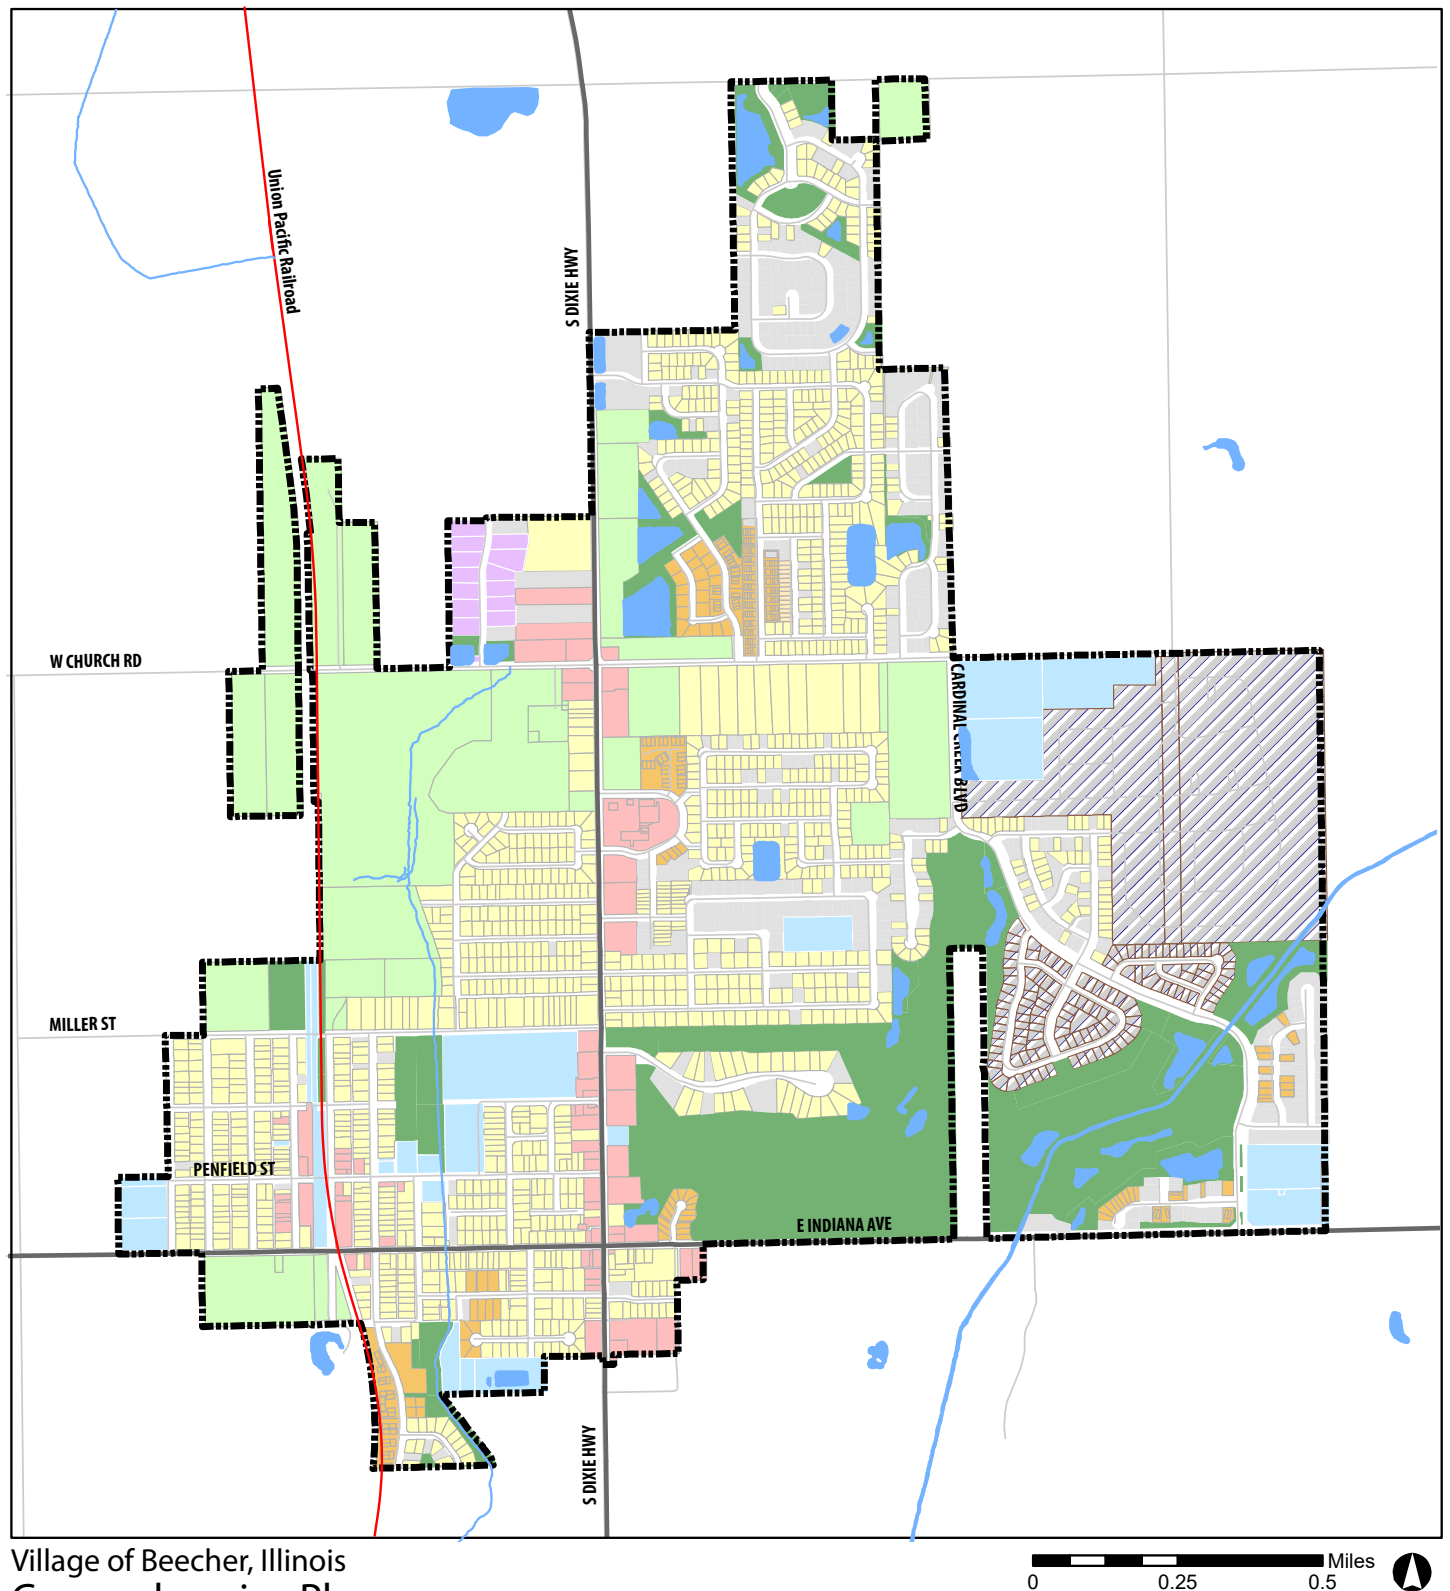 Union Pacific Railroad
S DIXIE HWY
W CHURCH RD
CARDINAL CREEK BLVD
MILLER ST
PENFIELD ST
E INDIANA AVE
S DIXIE HWY
Village of Beecher, Illinois
Miles
0 0.25 0.5